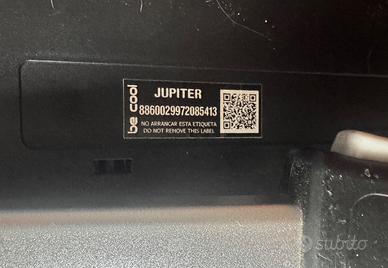 be cool
JUPITER
8860029972085413
NO ARRANCAR ESTA ETIQUETA
DO NOT REMOVE THIS LABEL
subito